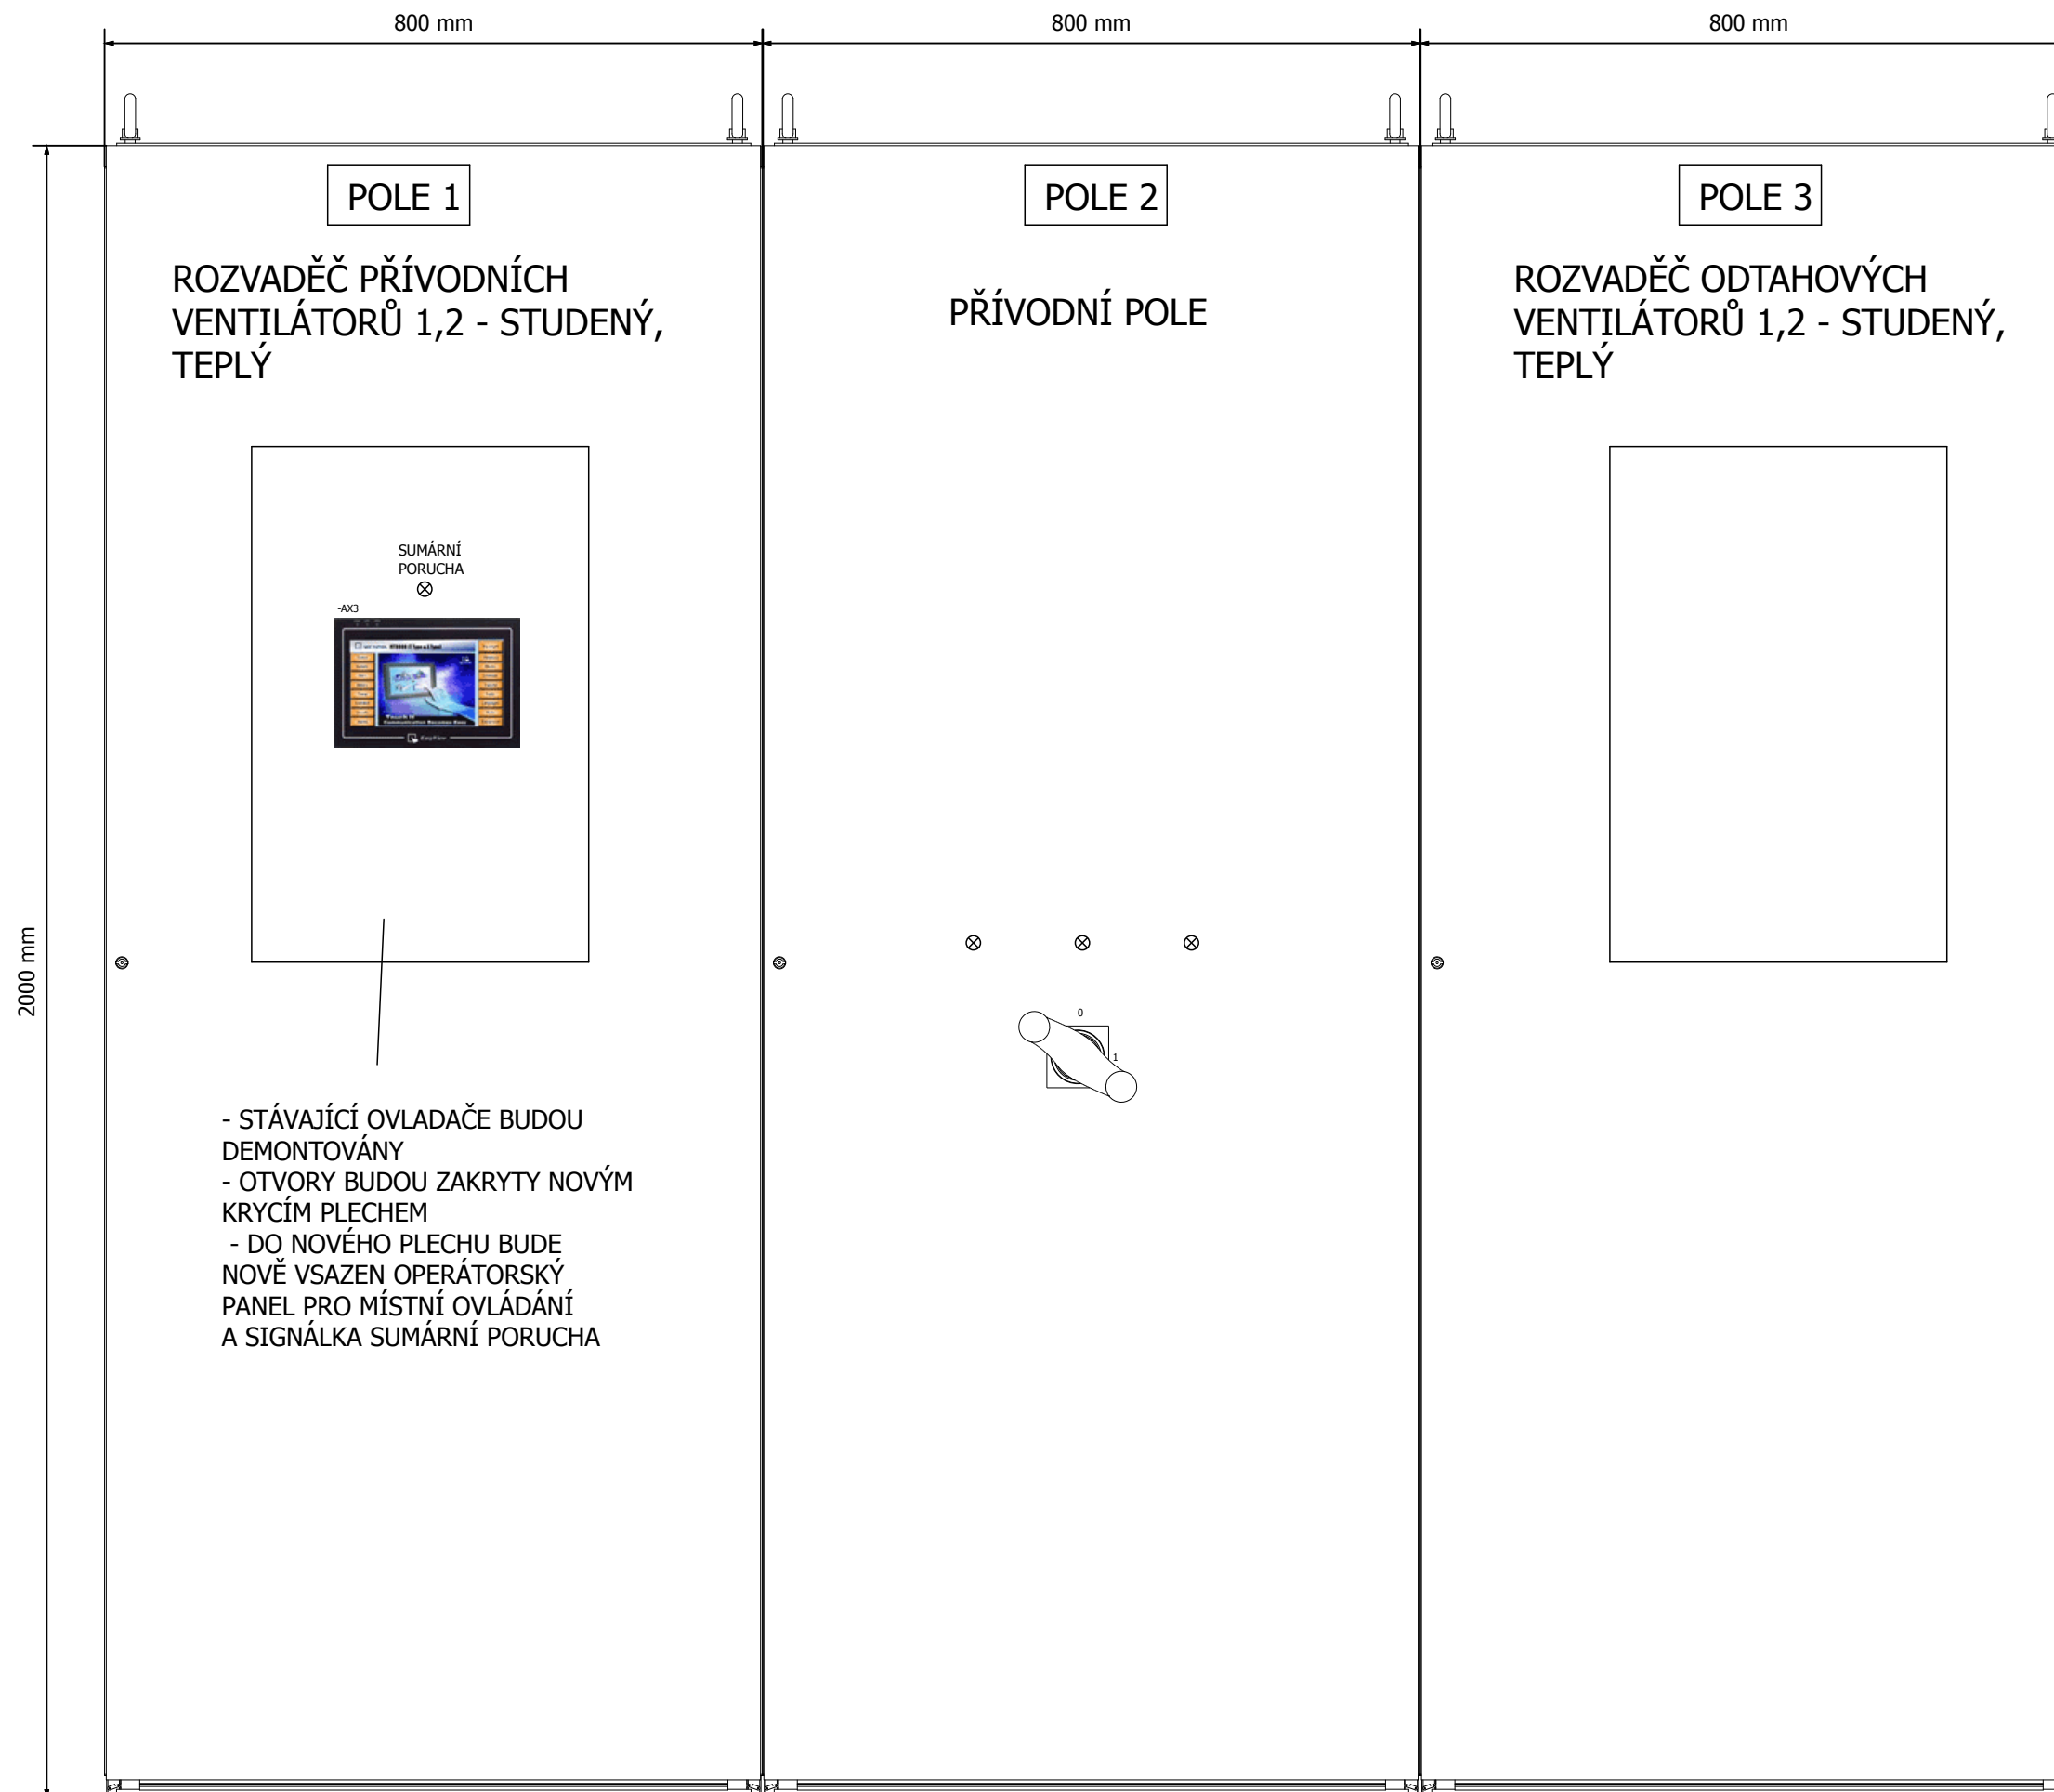 800 mm
800 mm
800 mm
POLE 1
POLE 2
POLE 3
ROZVADĚČ PŘÍVODNÍCH
VENTILÁTORŮ 1,2 - STUDENÝ,
TEPLÝ
PŘÍVODNÍ POLE
ROZVADĚČ ODTAHOVÝCH
VENTILÁTORŮ 1,2 - STUDENÝ,
TEPLÝ
SUMÁRNÍ
PORUCHA
-AX3
EasyView
2000 mm
0
1
- STÁVAJÍCÍ OVLADAČE BUDOU
DEMONTOVÁNY
- OTVORY BUDOU ZAKRYTY NOVÝM
KRYCÍM PLECHEM
- DO NOVÉHO PLECHU BUDE
NOVĚ VSAZEN OPERÁTORSKÝ
PANEL PRO MÍSTNÍ OVLÁDÁNÍ
A SIGNÁLKA SUMÁRNÍ PORUCHA